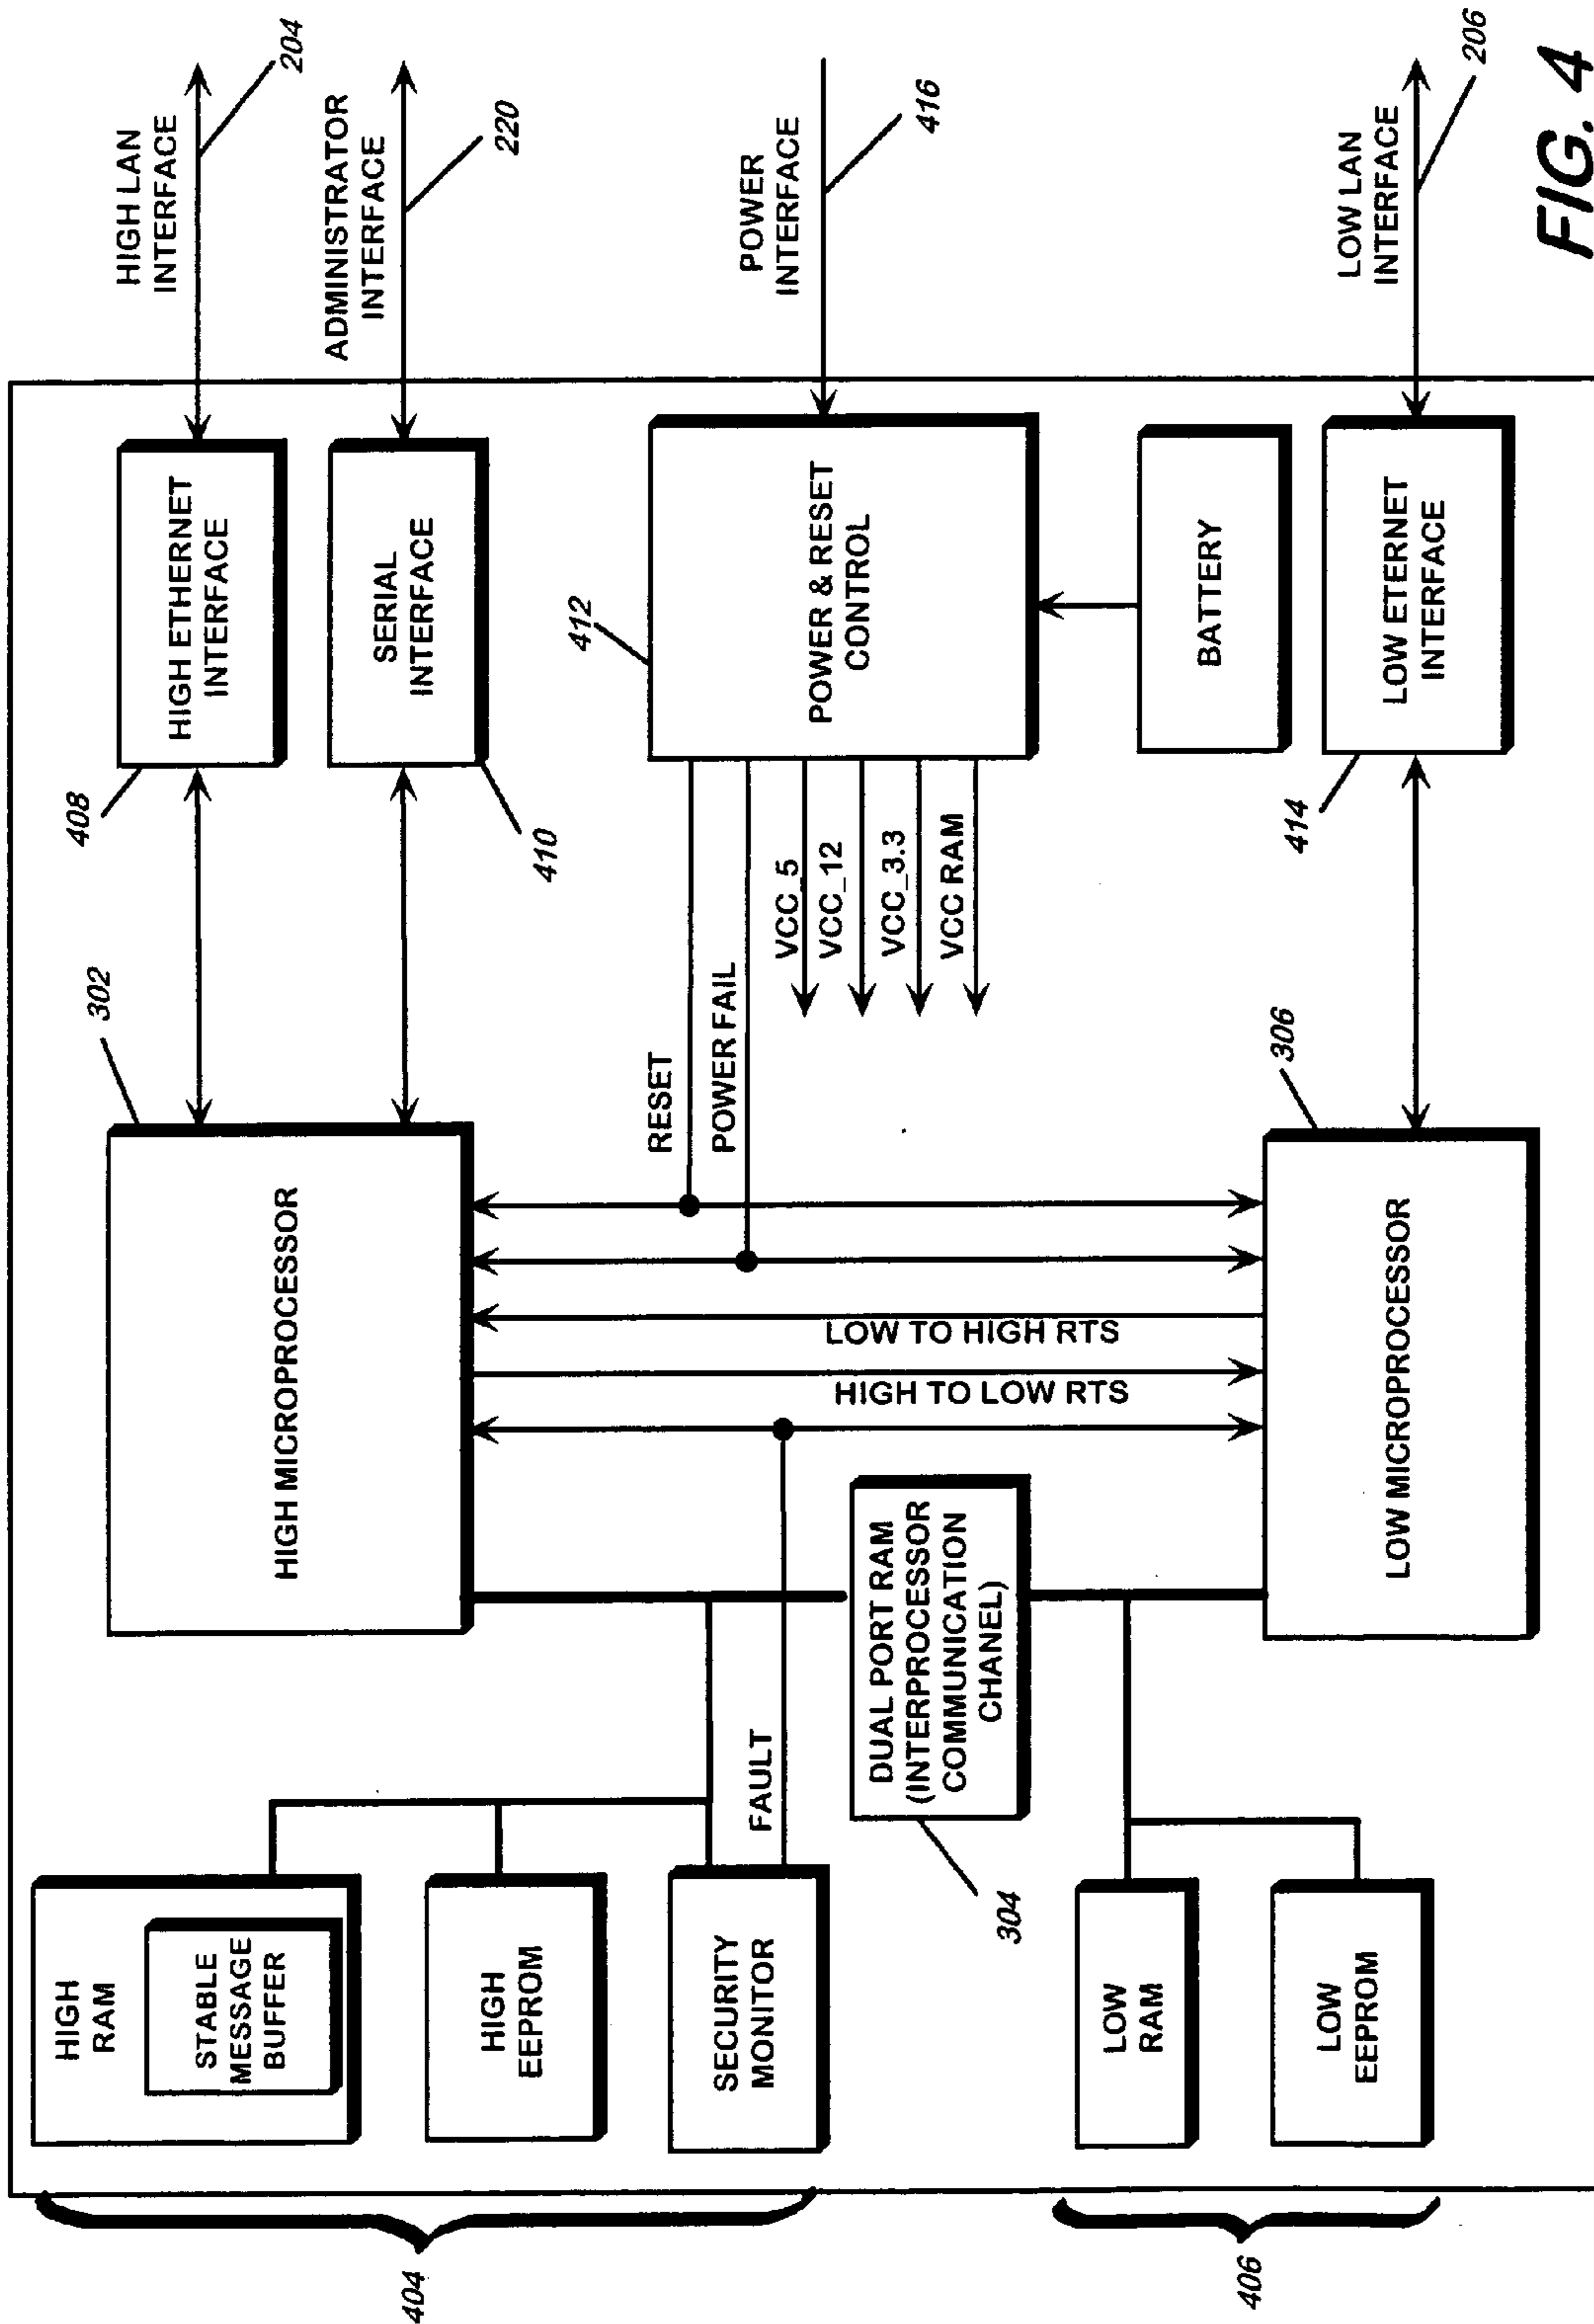 404
HIGH
RAM
STABLE
MESSAGE
BUFFER
HIGH
EEPROM
SECURITY
MONITOR
FAULT
406
LOW
RAM
LOW
EEPROM
302
HIGH MICROPROCESSOR
DUAL PORT RAM
(INTERPROCESSOR
COMMUNICATION
CHANEL)
304
HIGH TO LOW RTS
LOW TO HIGH RTS
RESET
POWER FAIL
306
LOW MICROPROCESSOR
VCC_5
VCC_12
VCC_3.3
VCC RAM
408
HIGH ETHERNET
INTERFACE
410
SERIAL
INTERFACE
412
POWER & RESET
CONTROL
BATTERY
414
LOW ETERNET
INTERFACE
HIGH LAN
INTERFACE
204
ADMINISTRATOR
INTERFACE
220
POWER
INTERFACE
416
LOW LAN
INTERFACE
206
FIG. 4